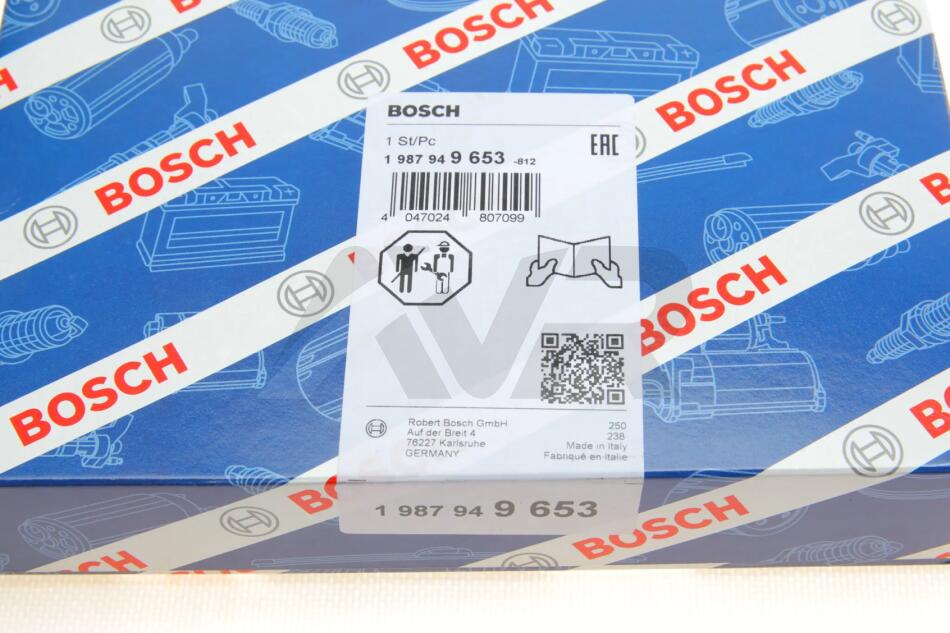 BOSCH
BOSCH
BOSCH
BOSCH
BOSCH
1 St/Pc
EAC
1 987 94 9 653 -812
4 047024 807099
BOSCH
BOSCH
AVR
Robert Bosch GmbH
Auf der Breit 4
76227 Karlsruhe
GERMANY
250
238
Made in Italy
Fabriqué en Italie
1 987 94 9 653
BOSCH
BOSCH